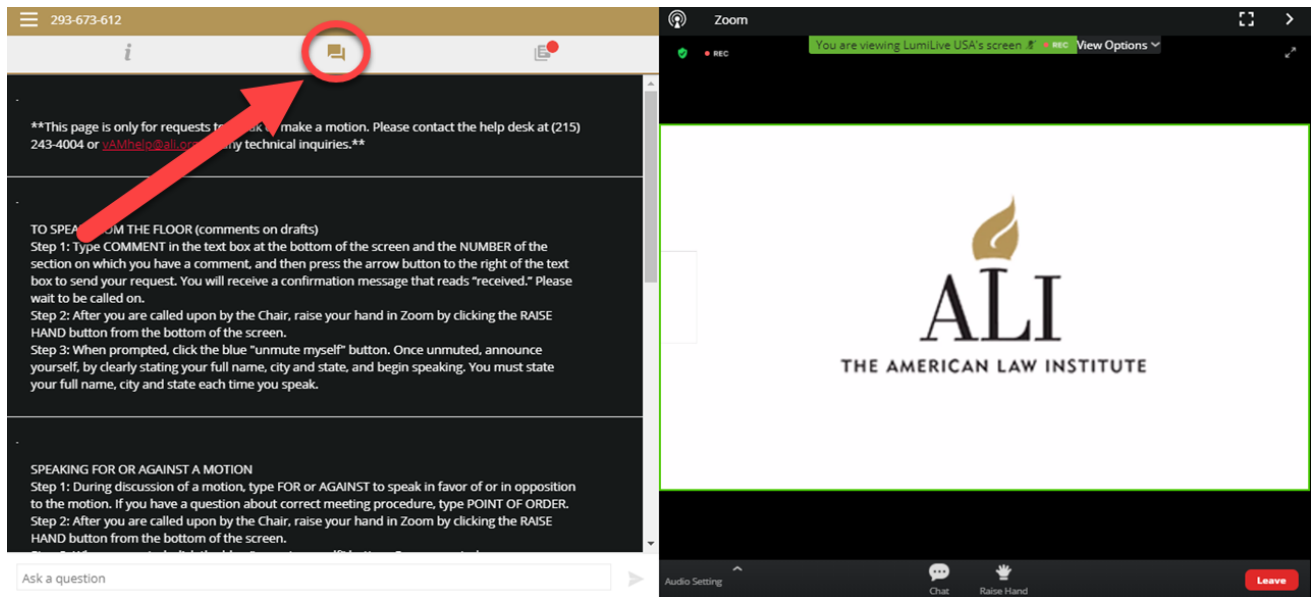 293-673-612
i
.
**This page is only for requests to make a motion. Please contact the help desk at (215)
243-4004 or vAMhelp@ali.org any technical inquiries.**
.
TO SPEA OM THE FLOOR (comments on drafts)
Step 1: Type COMMENT in the text box at the bottom of the screen and the NUMBER of the
section on which you have a comment, and then press the arrow button to the right of the text
box to send your request. You will receive a confirmation message that reads “received.” Please
wait to be called on.
Step 2: After you are called upon by the Chair, raise your hand in Zoom by clicking the RAISE
HAND button from the bottom of the screen.
Step 3: When prompted, click the blue "unmute myself" button. Once unmuted, announce
yourself, by clearly stating your full name, city and state, and begin speaking. You must state
your full name, city and state each time you speak.
.
SPEAKING FOR OR AGAINST A MOTION
Step 1: During discussion of a motion, type FOR or AGAINST to speak in favor of or in opposition
to the motion. If you have a question about correct meeting procedure, type POINT OF ORDER.
Step 2: After you are called upon by the Chair, raise your hand in Zoom by clicking the RAISE
HAND button from the bottom of the screen.
Ask a question
Zoom
REC
You are viewing LumiLive USA's screen REC View Options
ALI
THE AMERICAN LAW INSTITUTE
Audio Setting
Chat
Raise Hand
Leave